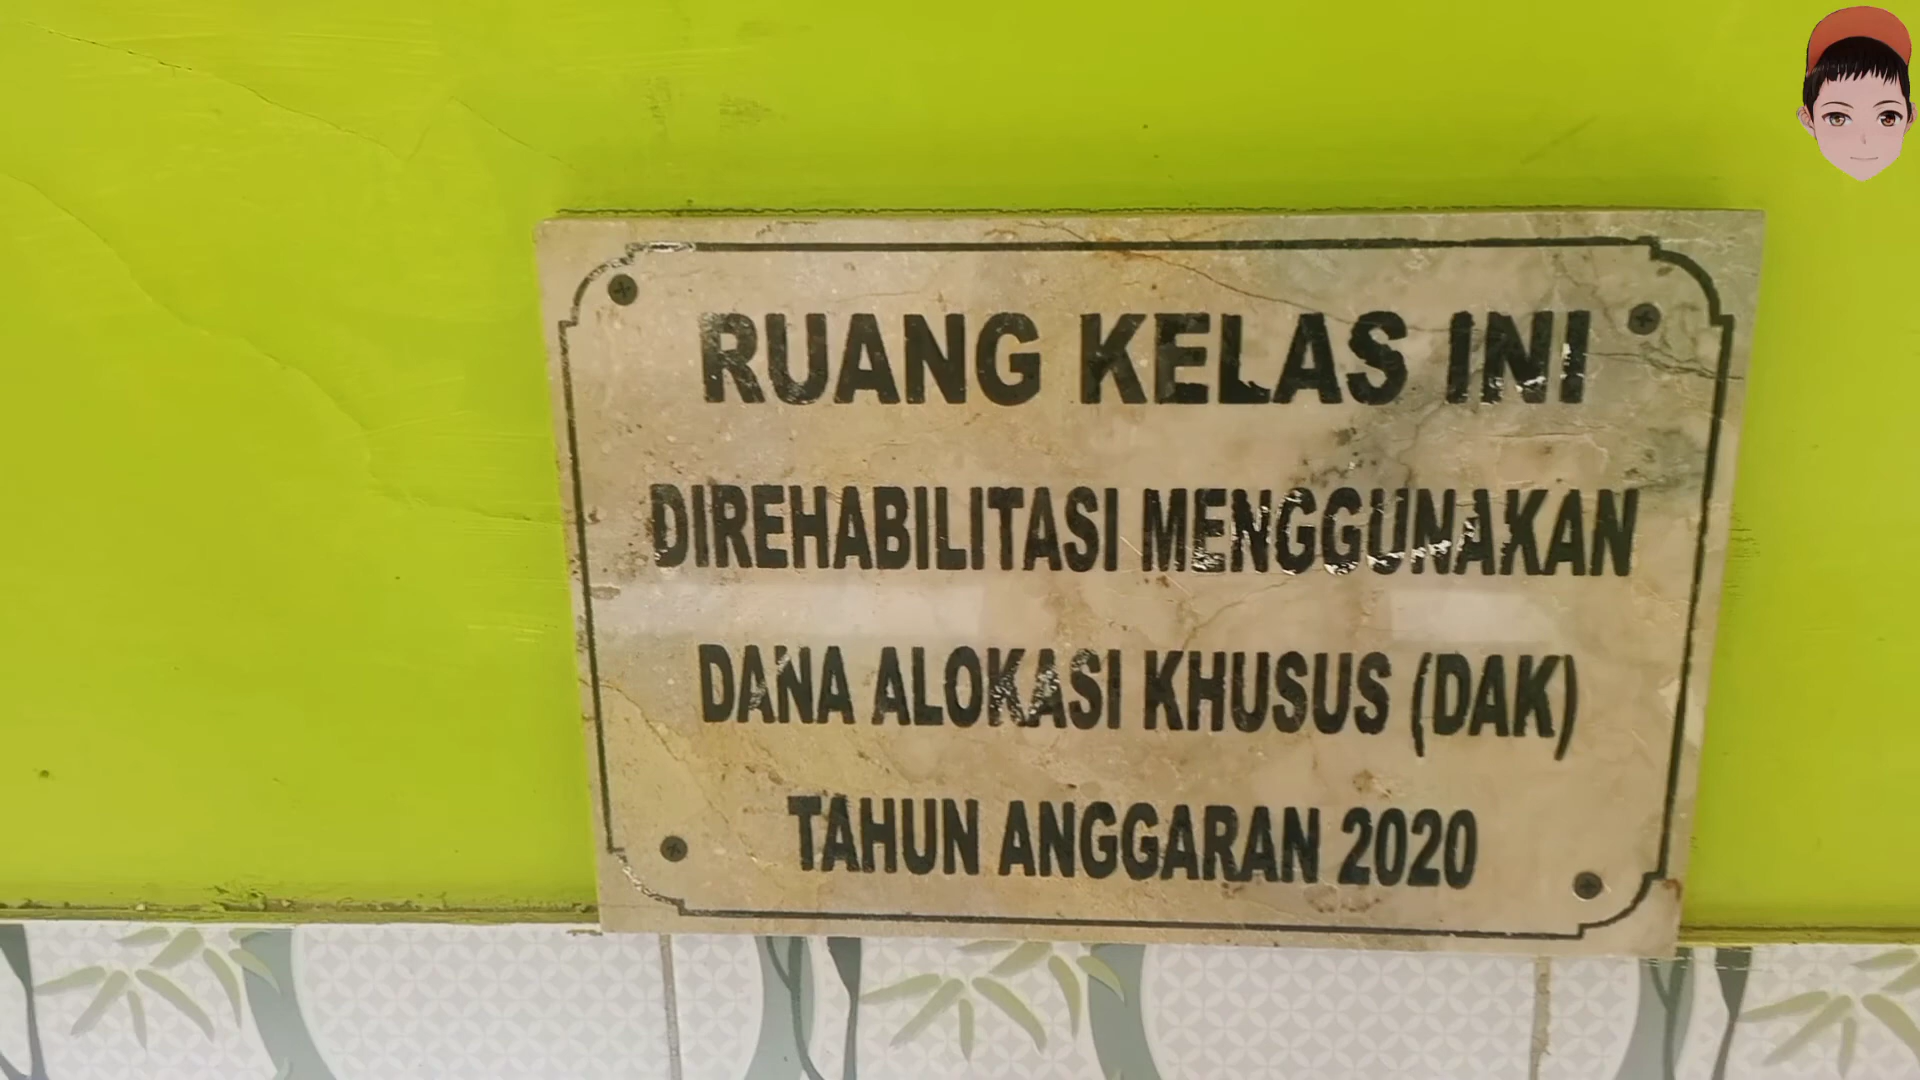 RUANG KELAS INI
DIREHABILITASI MENGGUNAKAN
DANA ALOKASI KHUSUS (DAK)
TAHUN ANGGARAN 2020